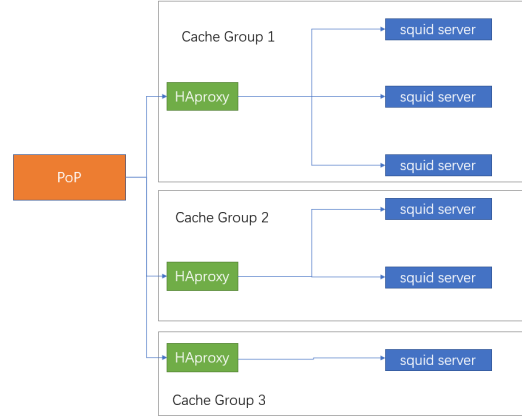 Cache Group 1
squid server
HAproxy
squid server
squid server
PoP
Cache Group 2
squid server
HAproxy
squid server
HAproxy
squid server
Cache Group 3